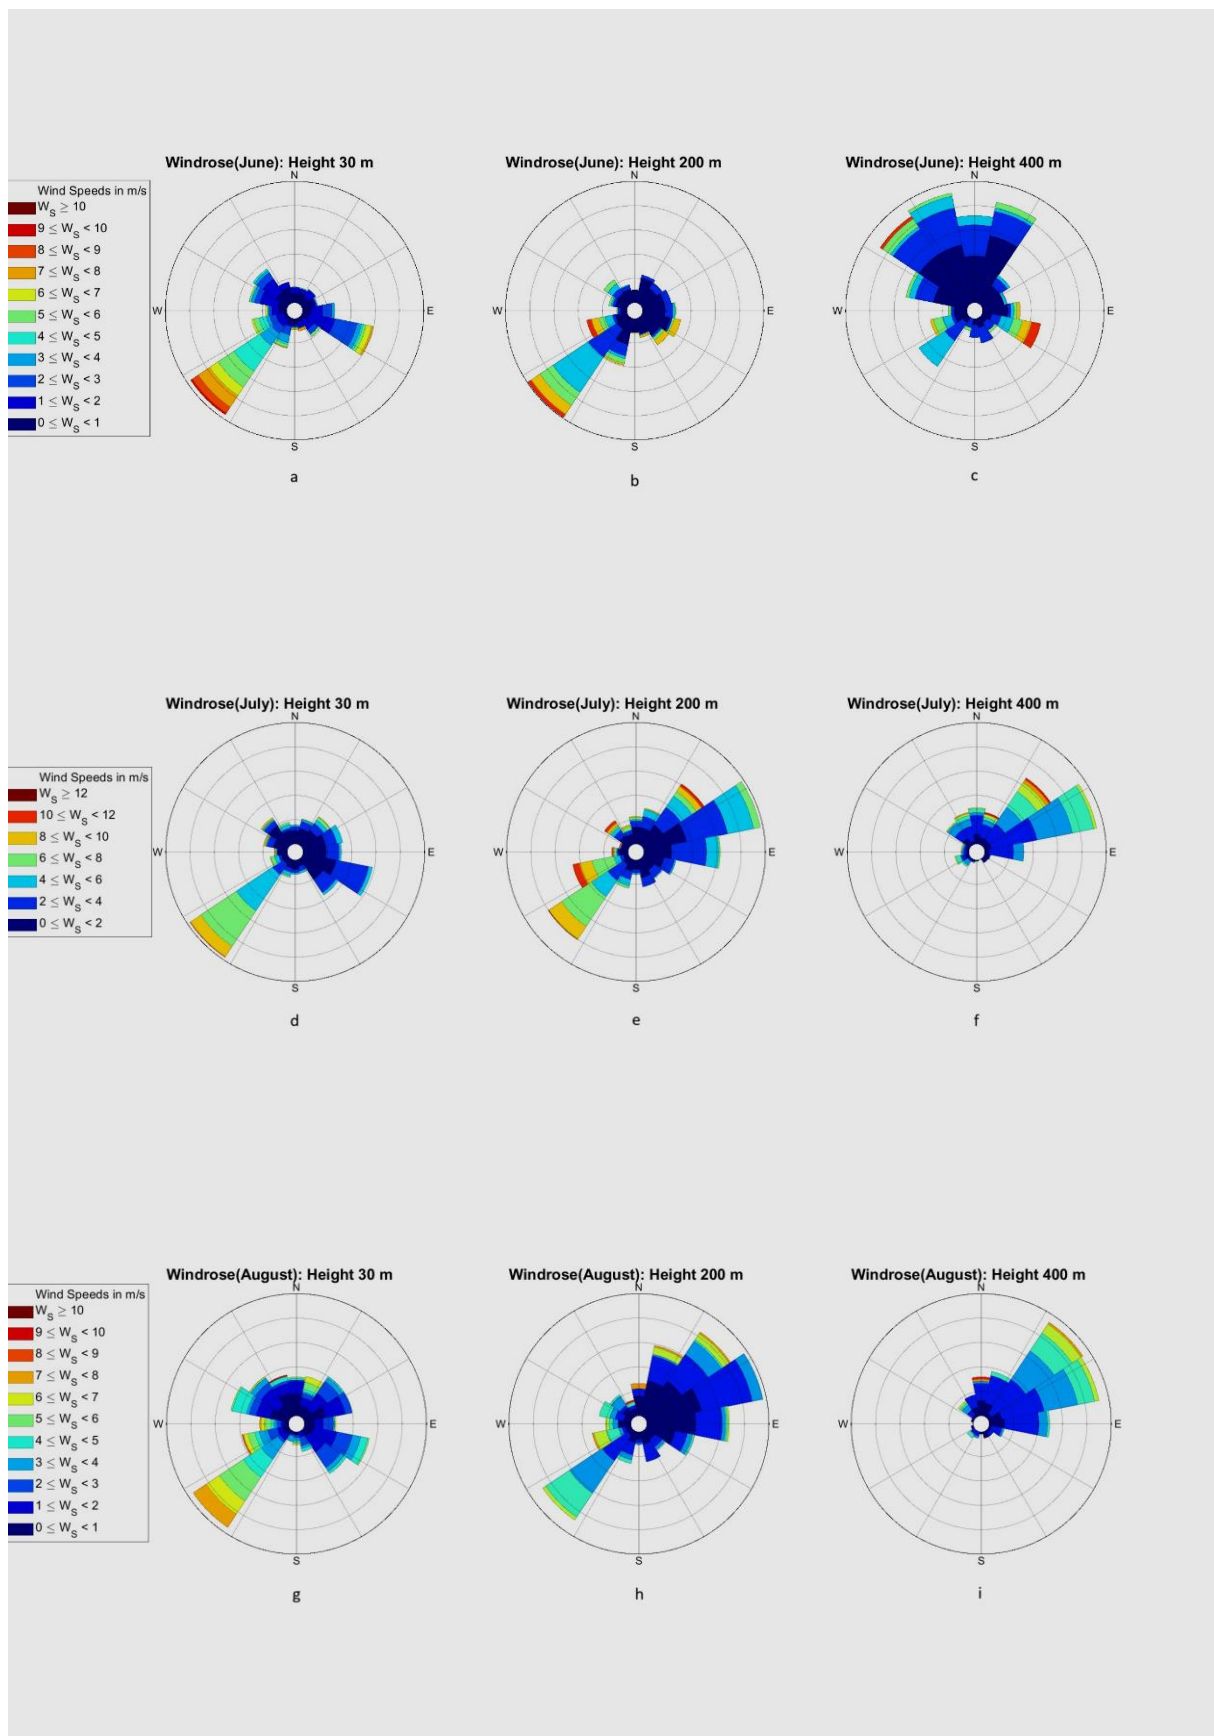 Windrose(June): Height 30 m
Windrose(June): Height 200 m
Windrose(June): Height 400 m
Wind Speeds in m/s
W_S ≥ 10
9 ≤ W_S < 10
8 ≤ W_S < 9
7 ≤ W_S < 8
6 ≤ W_S < 7
5 ≤ W_S < 6
4 ≤ W_S < 5
3 ≤ W_S < 4
2 ≤ W_S < 3
1 ≤ W_S < 2
0 ≤ W_S < 1
N
W
E
S
a
N
W
E
S
b
N
W
E
S
c
Windrose(July): Height 30 m
Windrose(July): Height 200 m
Windrose(July): Height 400 m
Wind Speeds in m/s
W_S ≥ 12
10 ≤ W_S < 12
8 ≤ W_S < 10
6 ≤ W_S < 8
4 ≤ W_S < 6
2 ≤ W_S < 4
0 ≤ W_S < 2
N
W
E
S
d
N
W
E
S
e
N
W
E
S
f
Windrose(August): Height 30 m
Windrose(August): Height 200 m
Windrose(August): Height 400 m
Wind Speeds in m/s
W_S ≥ 10
9 ≤ W_S < 10
8 ≤ W_S < 9
7 ≤ W_S < 8
6 ≤ W_S < 7
5 ≤ W_S < 6
4 ≤ W_S < 5
3 ≤ W_S < 4
2 ≤ W_S < 3
1 ≤ W_S < 2
0 ≤ W_S < 1
N
W
E
S
g
N
W
E
S
h
N
W
E
S
i